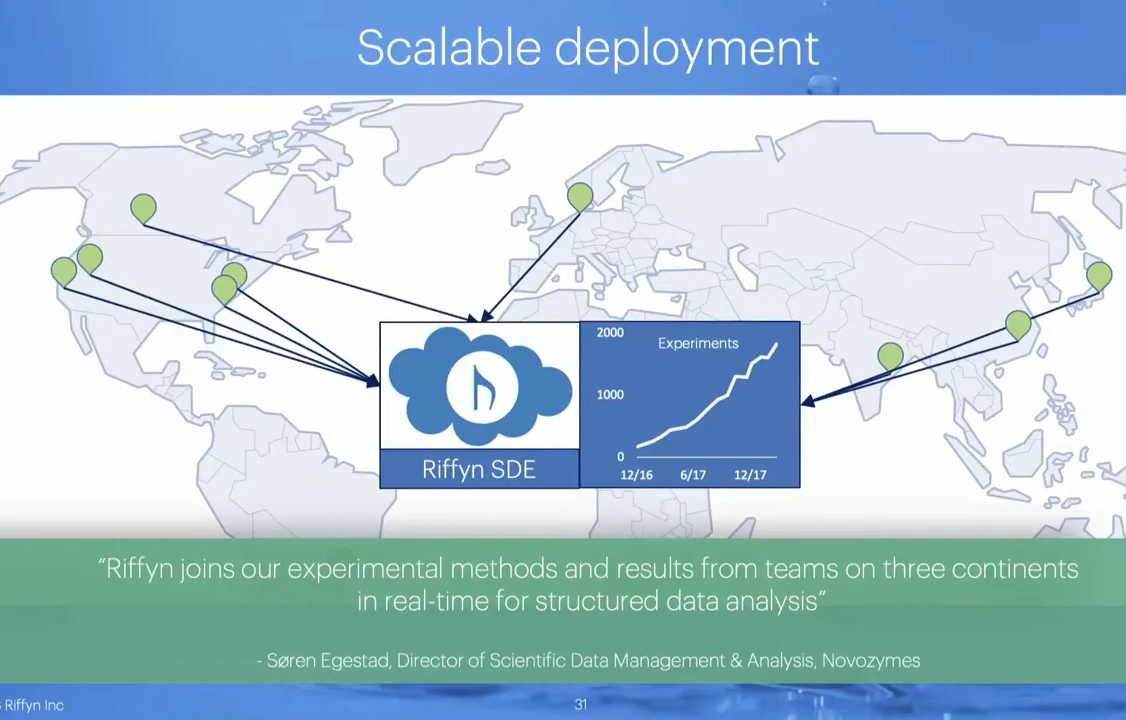 Scalable deployment
2000
Experiments
1000
0
12/16 6/17 12/17
Riffyn SDE
“Riffyn joins our experimental methods and results from teams on three continents
in real-time for structured data analysis“
- Søren Egestad, Director of Scientific Data Management & Analysis, Novozymes
Riffyn Inc
31